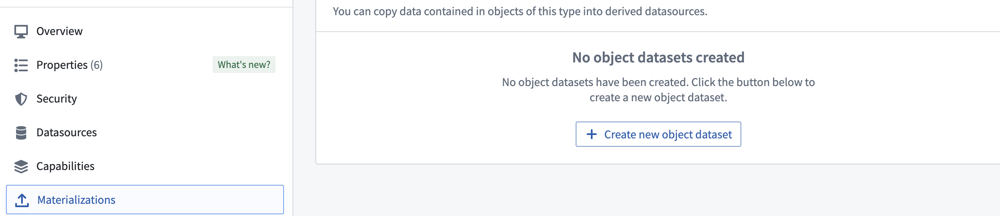 Overview
Properties (6)
What's new?
Security
Datasources
Capabilities
Materializations
You can copy data contained in objects of this type into derived datasources.
No object datasets created
No object datasets have been created. Click the button below to
create a new object dataset.
Create new object dataset